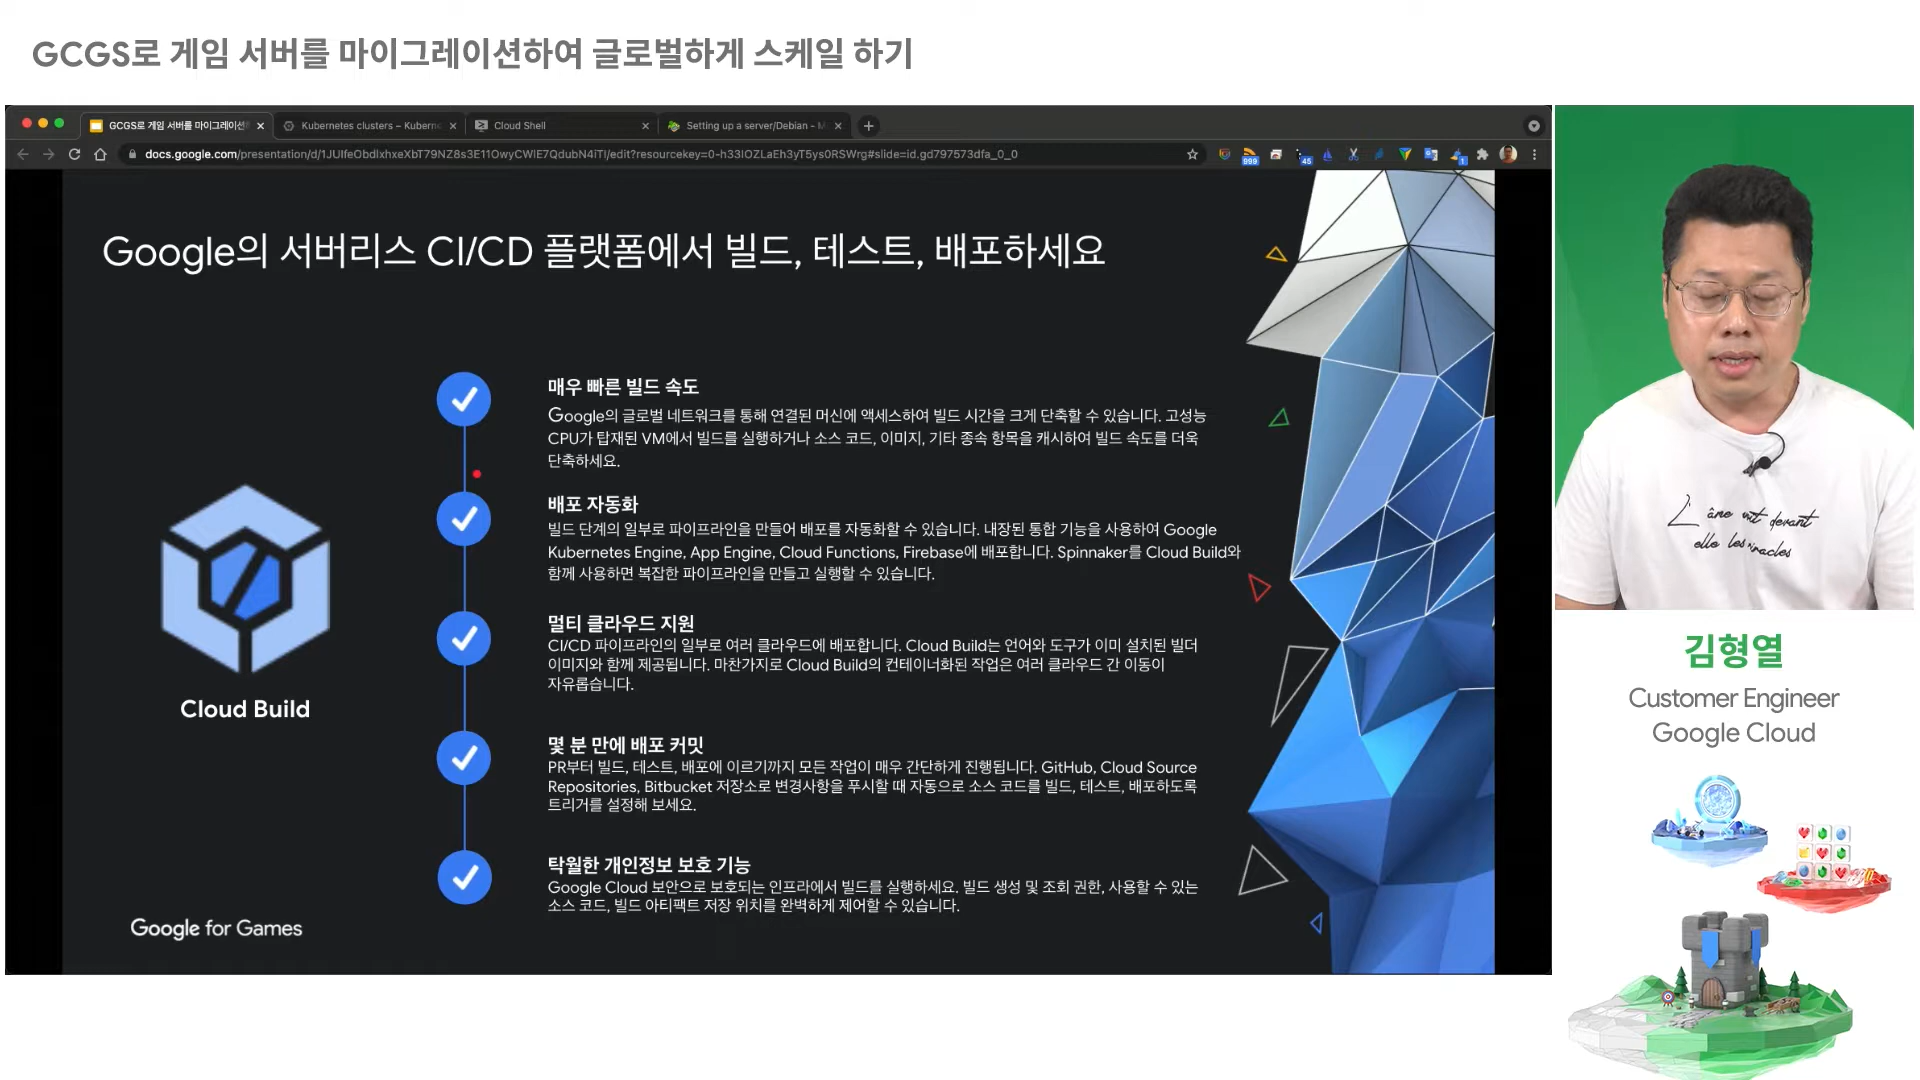 GCGS로 게임 서버를 마이그레이션하여 글로벌하게 스케일 하기
GCGS로 게임 서버를 마이그레이션
Kubernetes clusters – Kubern
Cloud Shell
Setting up a server/Debian - M
Google의 서버리스 CI/CD 플랫폼에서 빌드, 테스트, 배포하세요
매우 빠른 빌드 속도
Google의 글로벌 네트워크를 통해 연결된 머신에 액세스하여 빌드 시간을 크게 단축할 수 있습니다. 고성능
CPU가 탑재된 VM에서 빌드를 실행하거나 소스 코드, 이미지, 기타 종속 항목을 캐시하여 빌드 속도를 더욱
단축하세요.
배포 자동화
빌드 단계의 일부로 파이프라인을 만들어 배포를 자동화할 수 있습니다. 내장된 통합 기능을 사용하여 Google
Kubernetes Engine, App Engine, Cloud Functions, Firebase에 배포합니다. Spinnaker를 Cloud Build와
함께 사용하면 복잡한 파이프라인을 만들고 실행할 수 있습니다.
멀티 클라우드 지원
CI/CD 파이프라인의 일부로 여러 클라우드에 배포합니다. Cloud Build는 언어와 도구가 이미 설치된 빌더
이미지와 함께 제공됩니다. 마찬가지로 Cloud Build의 컨테이너화된 작업은 여러 클라우드 간 이동이
자유롭습니다.
몇 분 만에 배포 커밋
PR부터 빌드, 테스트, 배포에 이르기까지 모든 작업이 매우 간단하게 진행됩니다. GitHub, Cloud Source
Repositories, Bitbucket 저장소로 변경사항을 푸시할 때 자동으로 소스 코드를 빌드, 테스트, 배포하도록
트리거를 설정해 보세요.
탁월한 개인정보 보호 기능
Google Cloud 보안으로 보호되는 인프라에서 빌드를 실행하세요. 빌드 생성 및 조회 권한, 사용할 수 있는
소스 코드, 빌드 아티팩트 저장 위치를 완벽하게 제어할 수 있습니다.
Cloud Build
Google for Games
L'âme vit devant
elle les miracles
김형열
Customer Engineer
Google Cloud
999
45
1